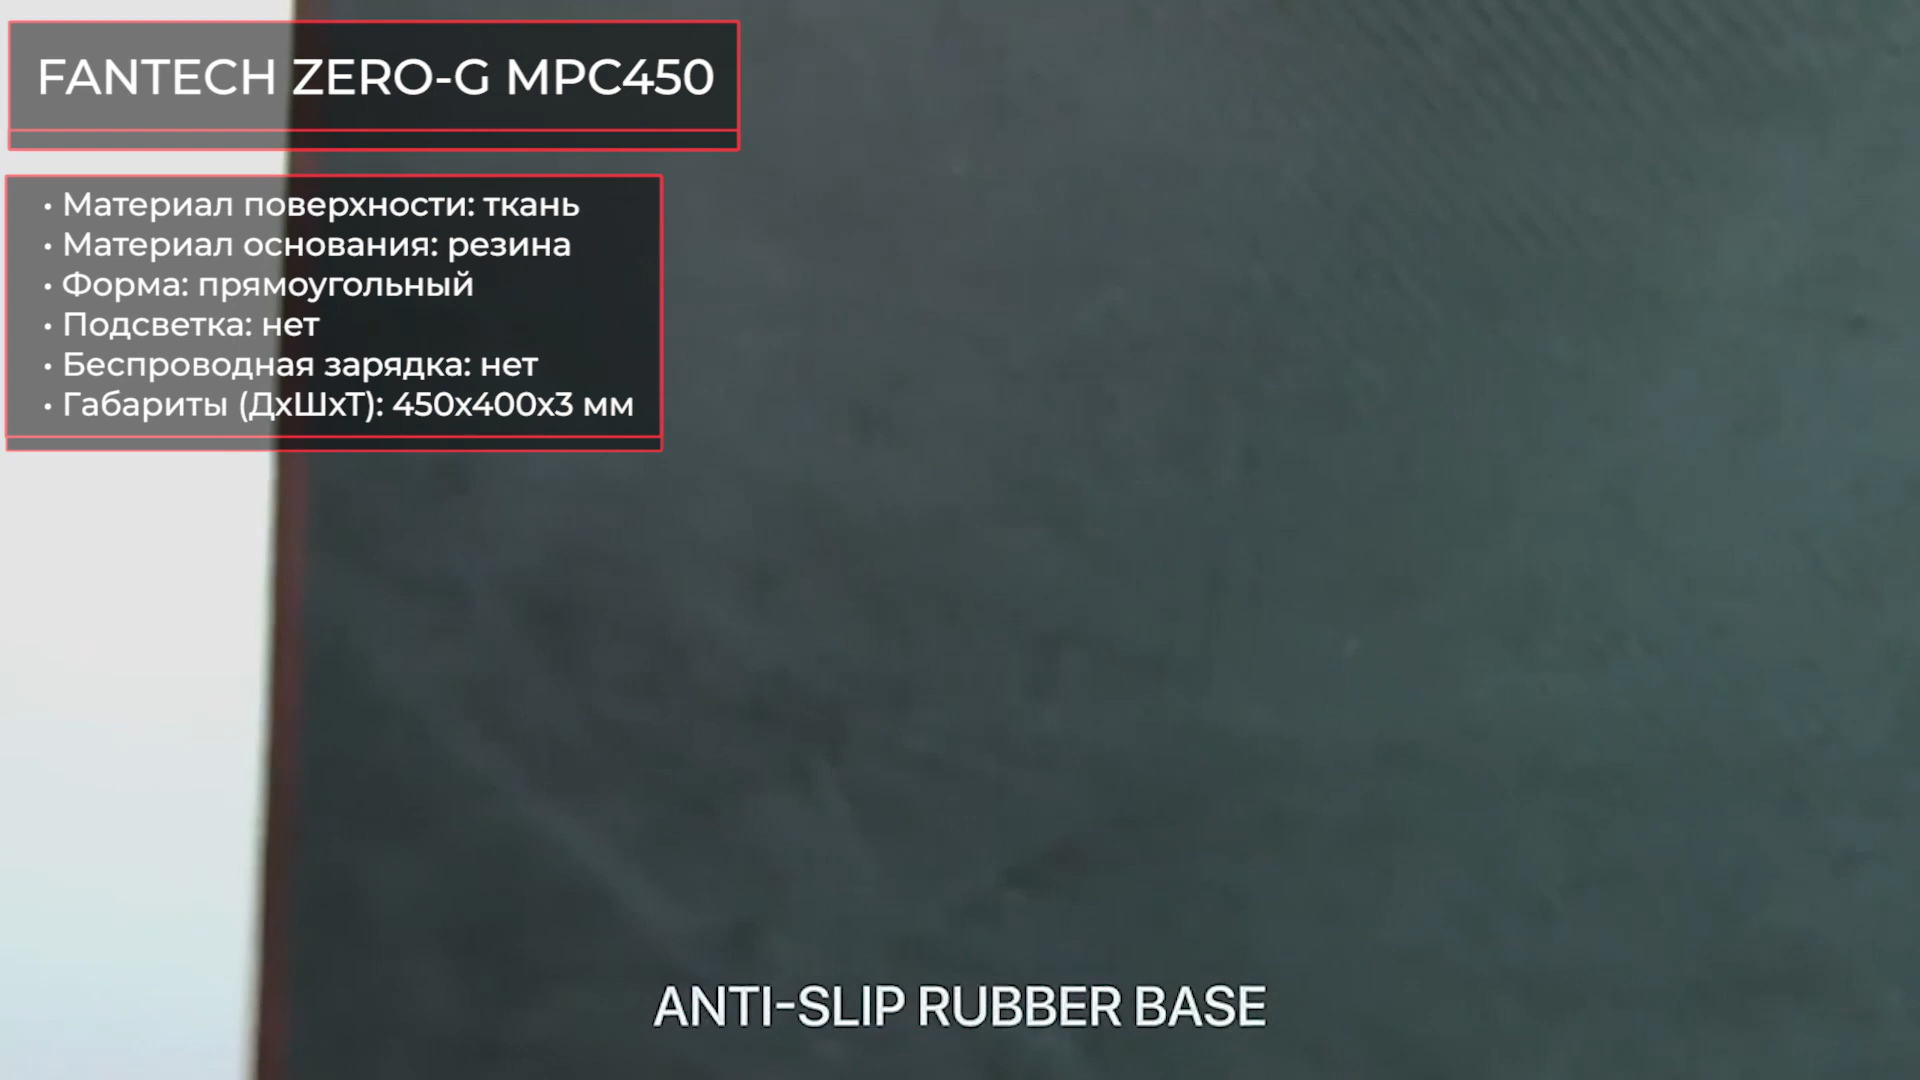 FANTECH ZERO-G MPC450
• Материал поверхности: ткань
• Материал основания: резина
• Форма: прямоугольный
• Подсветка: нет
• Беспроводная зарядка: нет
• Габариты (ДхШхТ): 450х400х3 мм
ANTI-SLIP RUBBER BASE